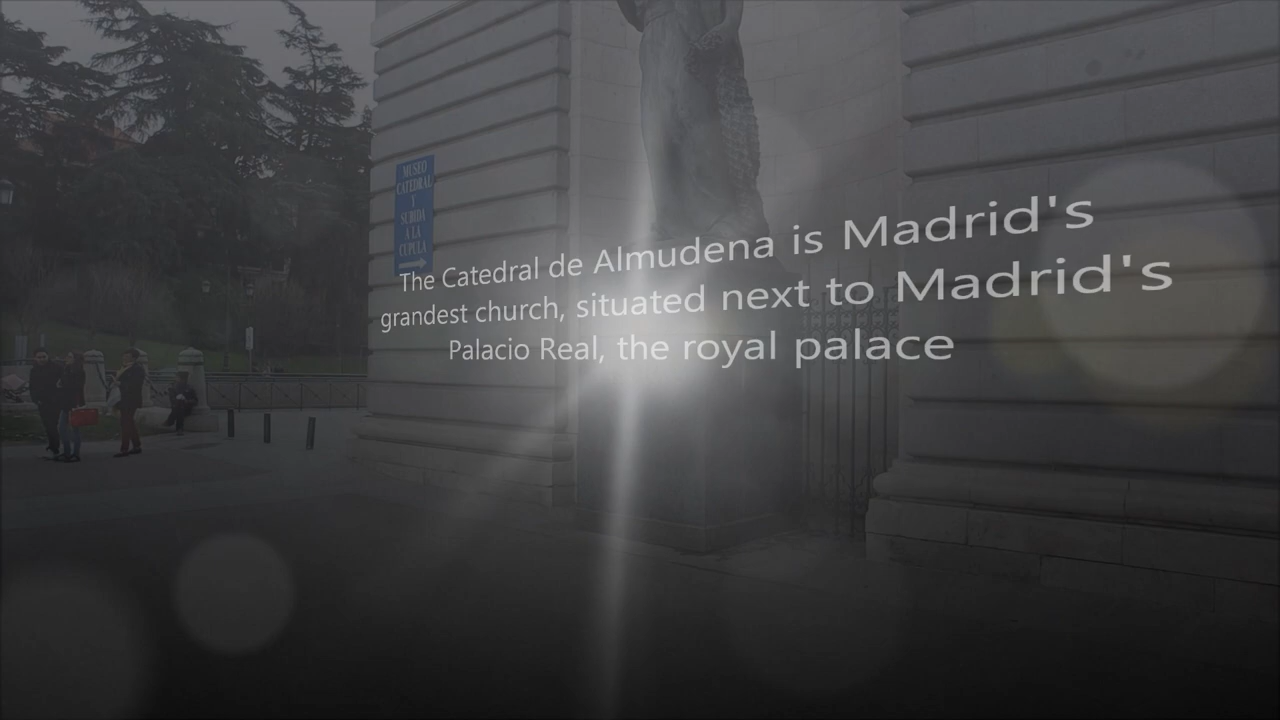 MUSEO
CATEDRAL
Y
SUBIDA
A LA
CUPULA
The Catedral de Almudena is Madrid's
grandest church, situated next to Madrid's
Palacio Real, the royal palace